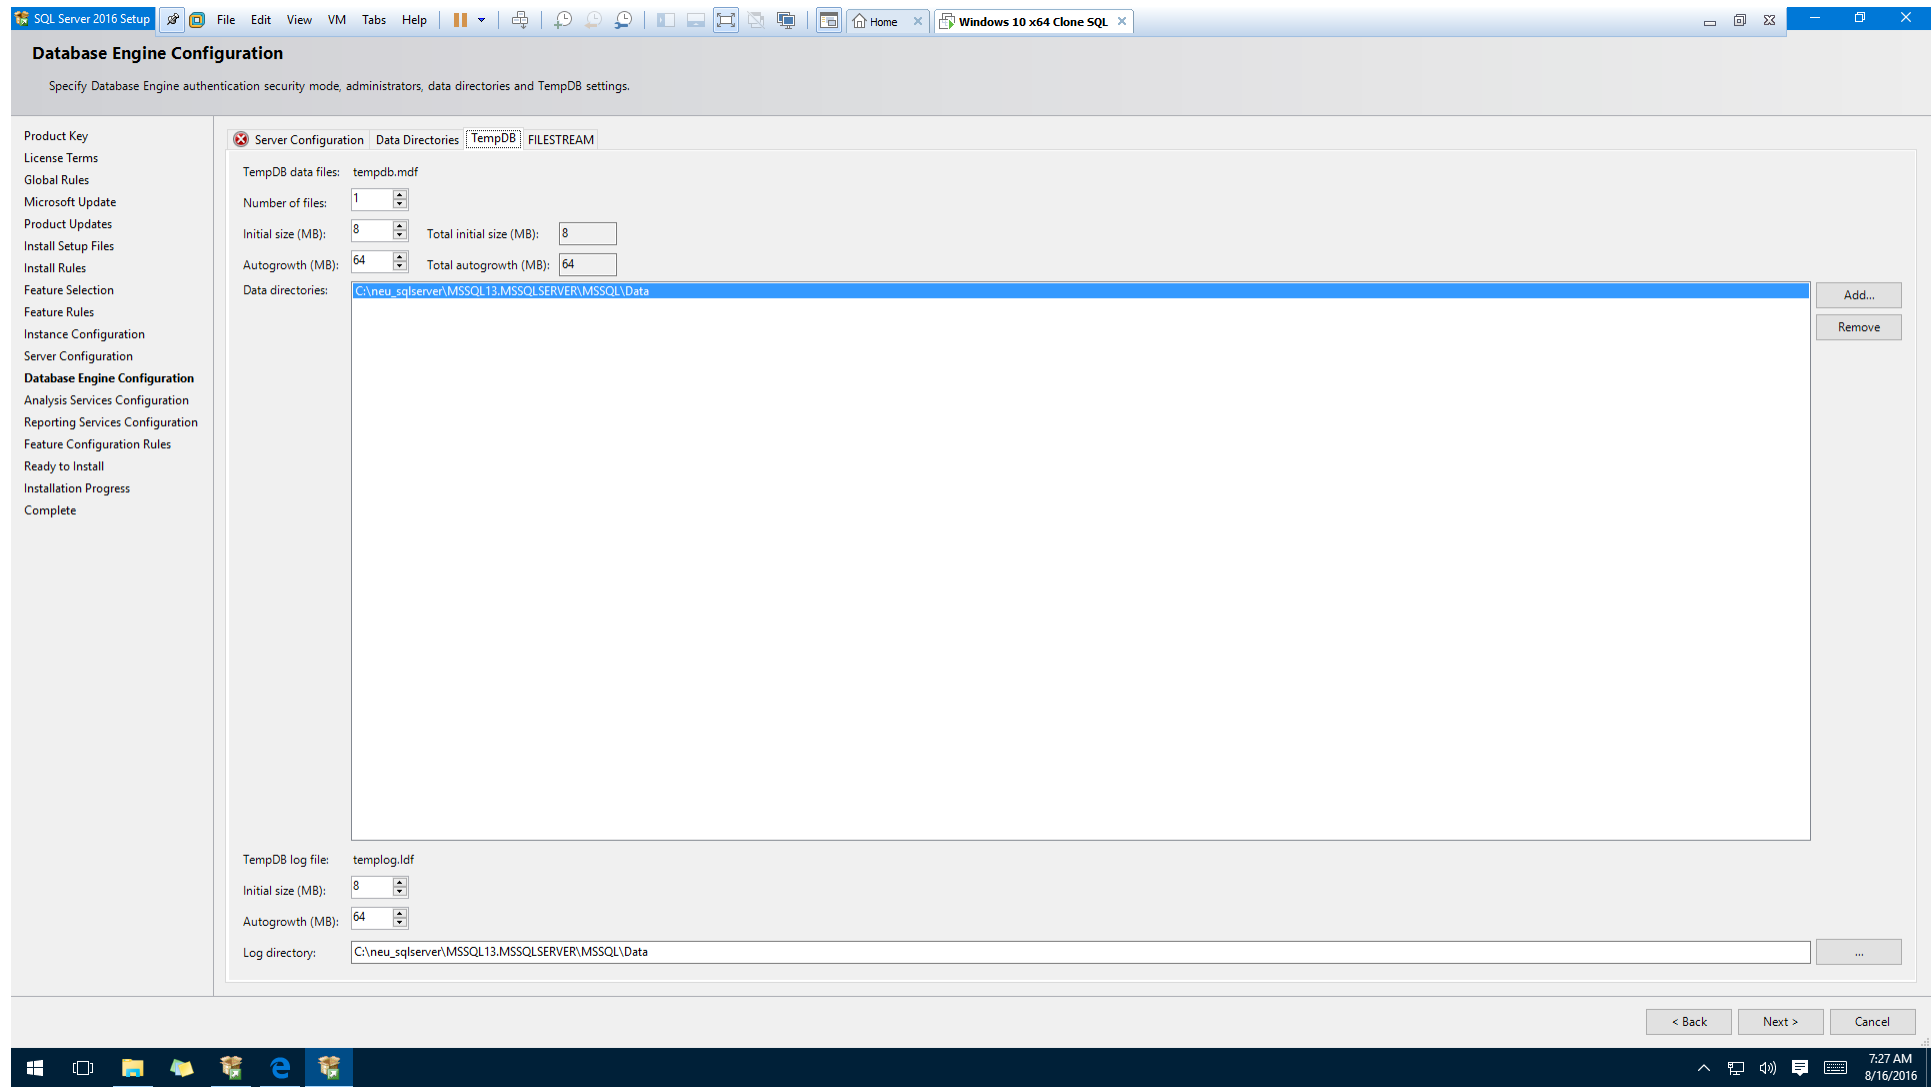 SQL Server 2016 Setup File Edit View VM Tabs Help Home Windows 10 x64 Clone SQL
Database Engine Configuration
Specify Database Engine authentication security mode, administrators, data directories and TempDB settings.
Product Key
License Terms
Global Rules
Microsoft Update
Product Updates
Install Setup Files
Install Rules
Feature Selection
Feature Rules
Instance Configuration
Server Configuration
Database Engine Configuration
Analysis Services Configuration
Reporting Services Configuration
Feature Configuration Rules
Ready to Install
Installation Progress
Complete
Server Configuration Data Directories TempDB FILESTREAM
TempDB data files: tempdb.mdf
Number of files: 1
Initial size (MB): 8 Total initial size (MB): 8
Autogrowth (MB): 64 Total autogrowth (MB): 64
Data directories: C:\neu_sqlserver\MSSQL13.MSSQLSERVER\MSSQL\Data
Add...
Remove
TempDB log file: templog.ldf
Initial size (MB): 8
Autogrowth (MB): 64
Log directory: C:\neu_sqlserver\MSSQL13.MSSQLSERVER\MSSQL\Data ...
< Back Next > Cancel
7:27 AM
8/16/2016